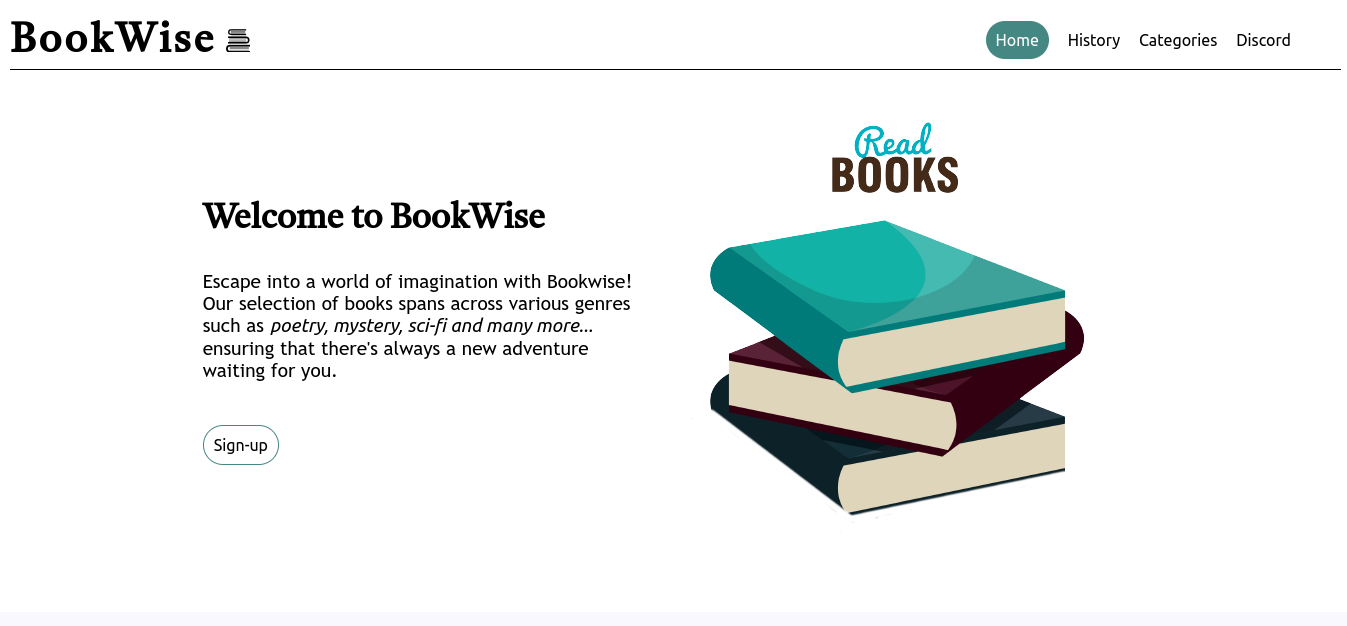 BookWise
Home History Categories Discord
Read
BOOKS
Welcome to BookWise
Escape into a world of imagination with Bookwise!
Our selection of books spans across various genres
such as poetry, mystery, sci-fi and many more...
ensuring that there's always a new adventure
waiting for you.
Sign-up